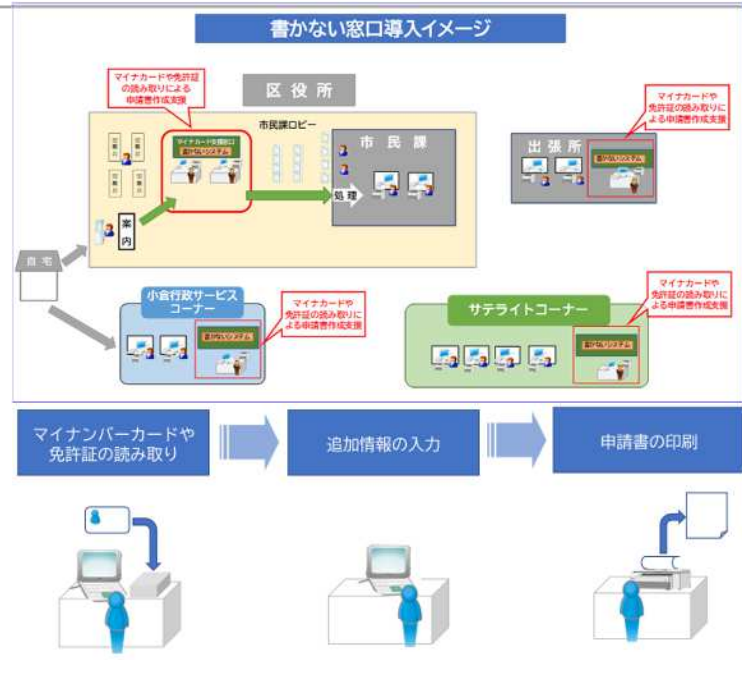 書かない窓口導入イメージ
マイナカードや免許証
の読み取りによる
申請書作成支援
区役所
市民課ロビー
マイナカード支援窓口
書かないシステム
市民課
処理
案内
自宅
マイナカードや
免許証の読み取りに
よる申請書作成支援
出張所
書かないシステム
小倉行政サービス
コーナー
書かないシステム
マイナカードや
免許証の読み取りに
よる申請書作成支援
サテライトコーナー
書かないシステム
マイナカードや
免許証の読み取りに
よる申請書作成支援
マイナンバーカードや
免許証の読み取り
追加情報の入力
申請書の印刷